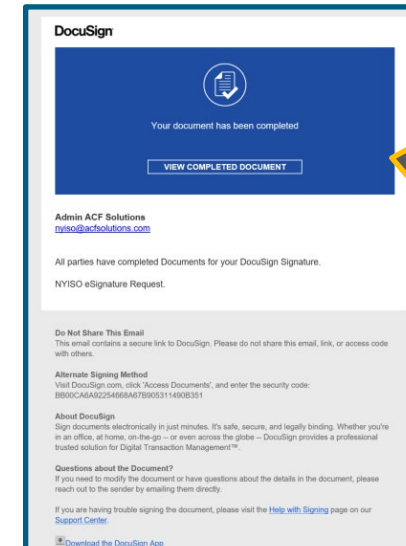 DocuSign
Your document has been completed
VIEW COMPLETED DOCUMENT
Admin ACF Solutions
nyiso@acfsolutions.com
All parties have completed Documents for your DocuSign Signature.
NYISO eSignature Request.
Do Not Share This Email
This email contains a secure link to DocuSign. Please do not share this email, link, or access code
with others.
Alternate Signing Method
Visit DocuSign.com, click 'Access Documents', and enter the security code:
BB00CA6A92254668A67B905311490B351
About DocuSign
Sign documents electronically in just minutes. It's safe, secure, and legally binding. Whether you're
in an office, at home, on-the-go -- or even across the globe -- DocuSign provides a professional
trusted solution for Digital Transaction Management™.
Questions about the Document?
If you need to modify the document or have questions about the details in the document, please
reach out to the sender by emailing them directly.
If you are having trouble signing the document, please visit the Help with Signing page on our
Support Center.
Download the DocuSign App